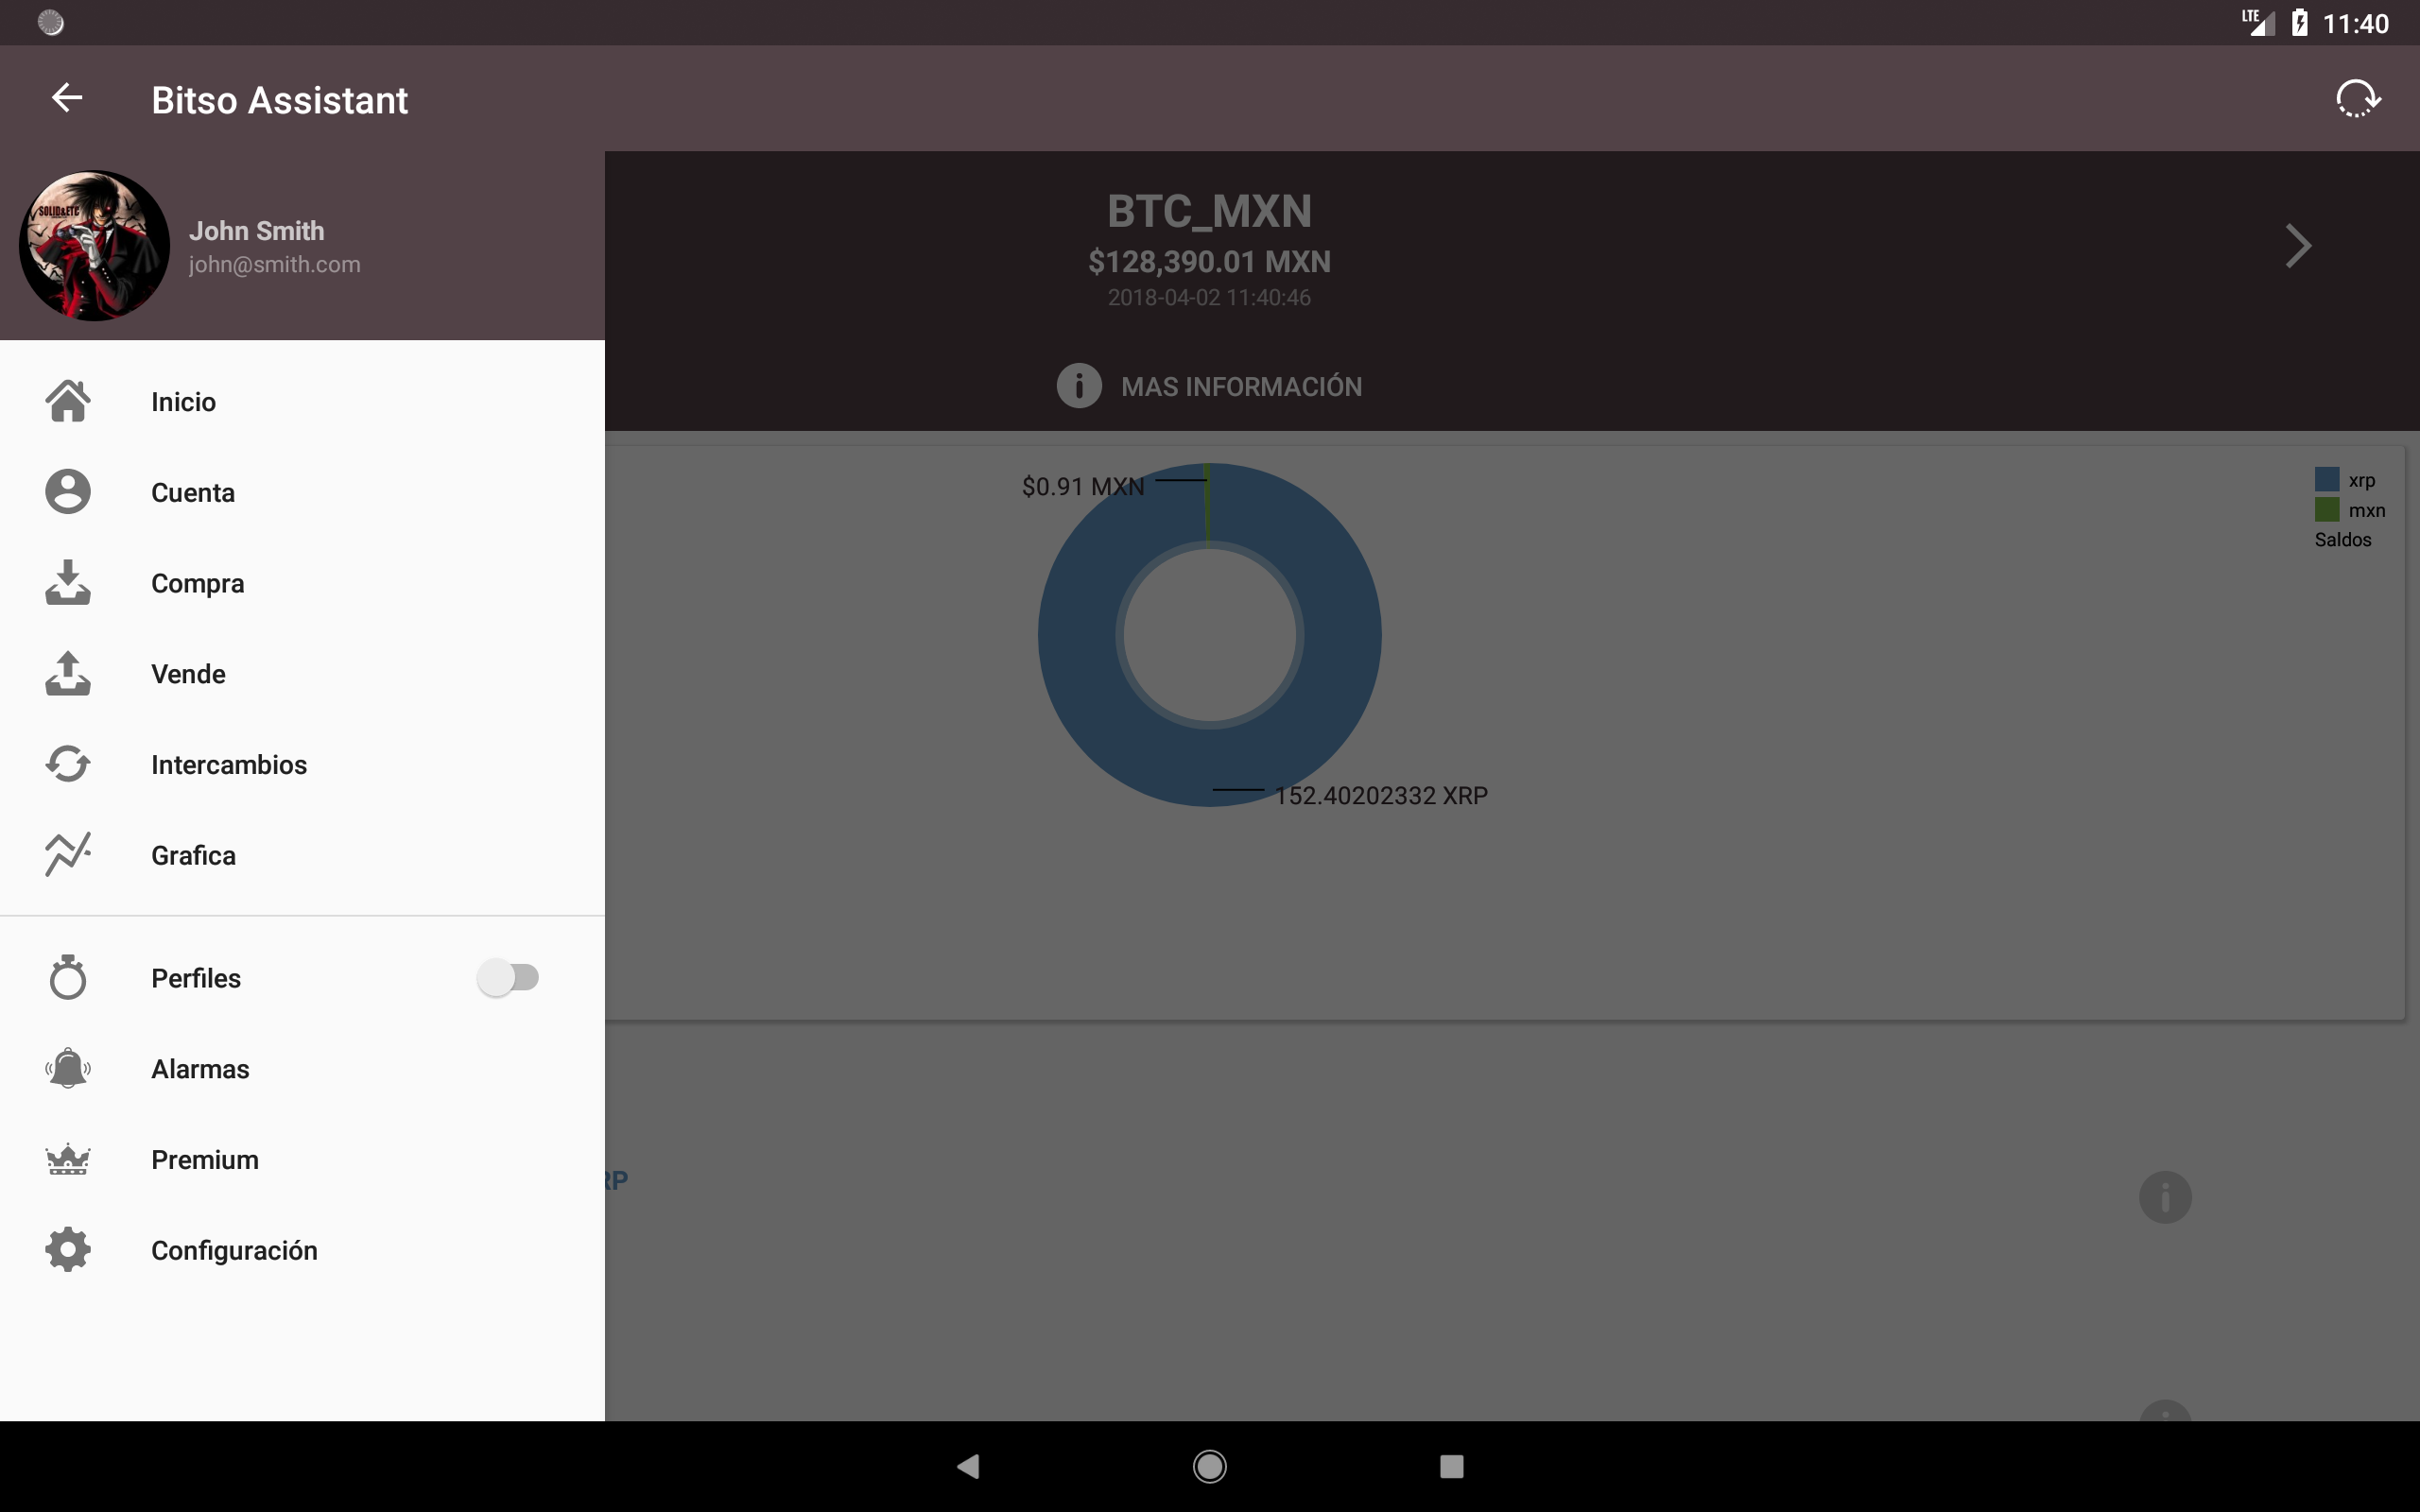 LTE 11:40
Bitso Assistant
SOLID&ETC
John Smith
john@smith.com
BTC_MXN
$128,390.01 MXN
2018-04-02 11:40:46
MAS INFORMACIÓN
Inicio
Cuenta
Compra
Vende
Intercambios
Grafica
Perfiles
Alarmas
Premium
Configuración
$0.91 MXN
152.40202332 XRP
xrp
mxn
Saldos